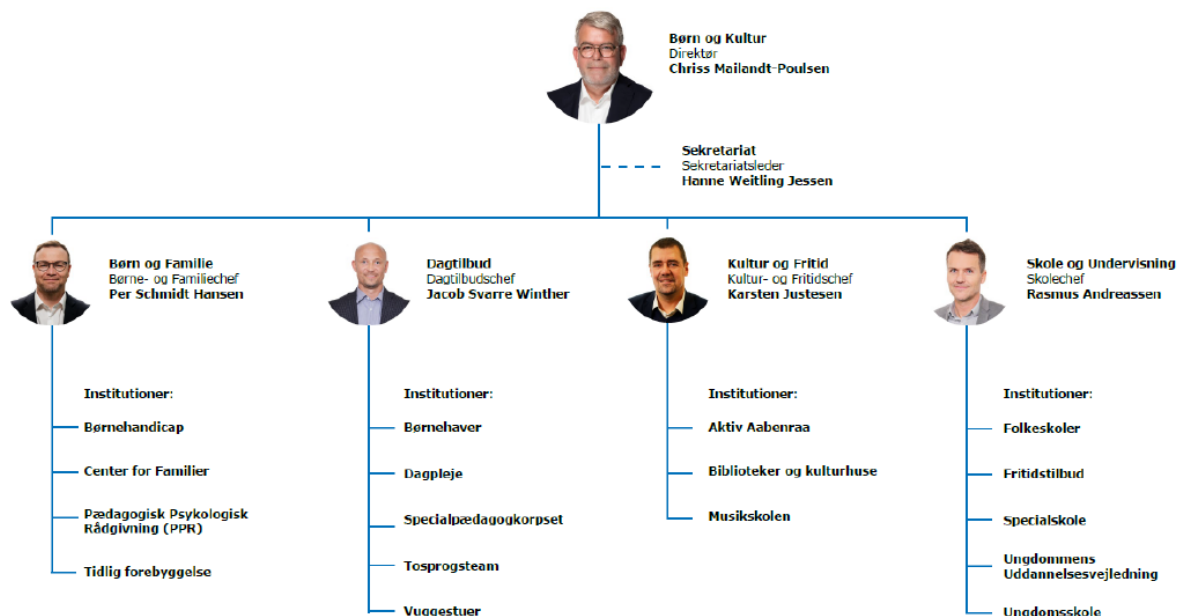 Børn og Kultur
Direktør
Chriss Mailandt-Poulsen
Sekretariat
Sekretariatsleder
Hanne Weitling Jessen
Børn og Familie
Børne- og Familiechef
Per Schmidt Hansen
Dagtilbud
Dagtilbudschef
Jacob Svarre Winther
Kultur og Fritid
Kultur- og Fritidschef
Karsten Justesen
Skole og Undervisning
Skolechef
Rasmus Andreassen
Institutioner:
Børnehandicap
Center for Familier
Pædagogisk Psykologisk
Rådgivning (PPR)
Tidlig forebyggelse
Institutioner:
Børnehaver
Dagpleje
Specialpædagogkorpset
Tosprogsteam
Vuggestuer
Institutioner:
Aktiv Aabenraa
Biblioteker og kulturhuse
Musikskolen
Institutioner:
Folkeskoler
Fritidstilbud
Specialskole
Ungdommens
Uddannelsesvejledning
Ungdomsskole